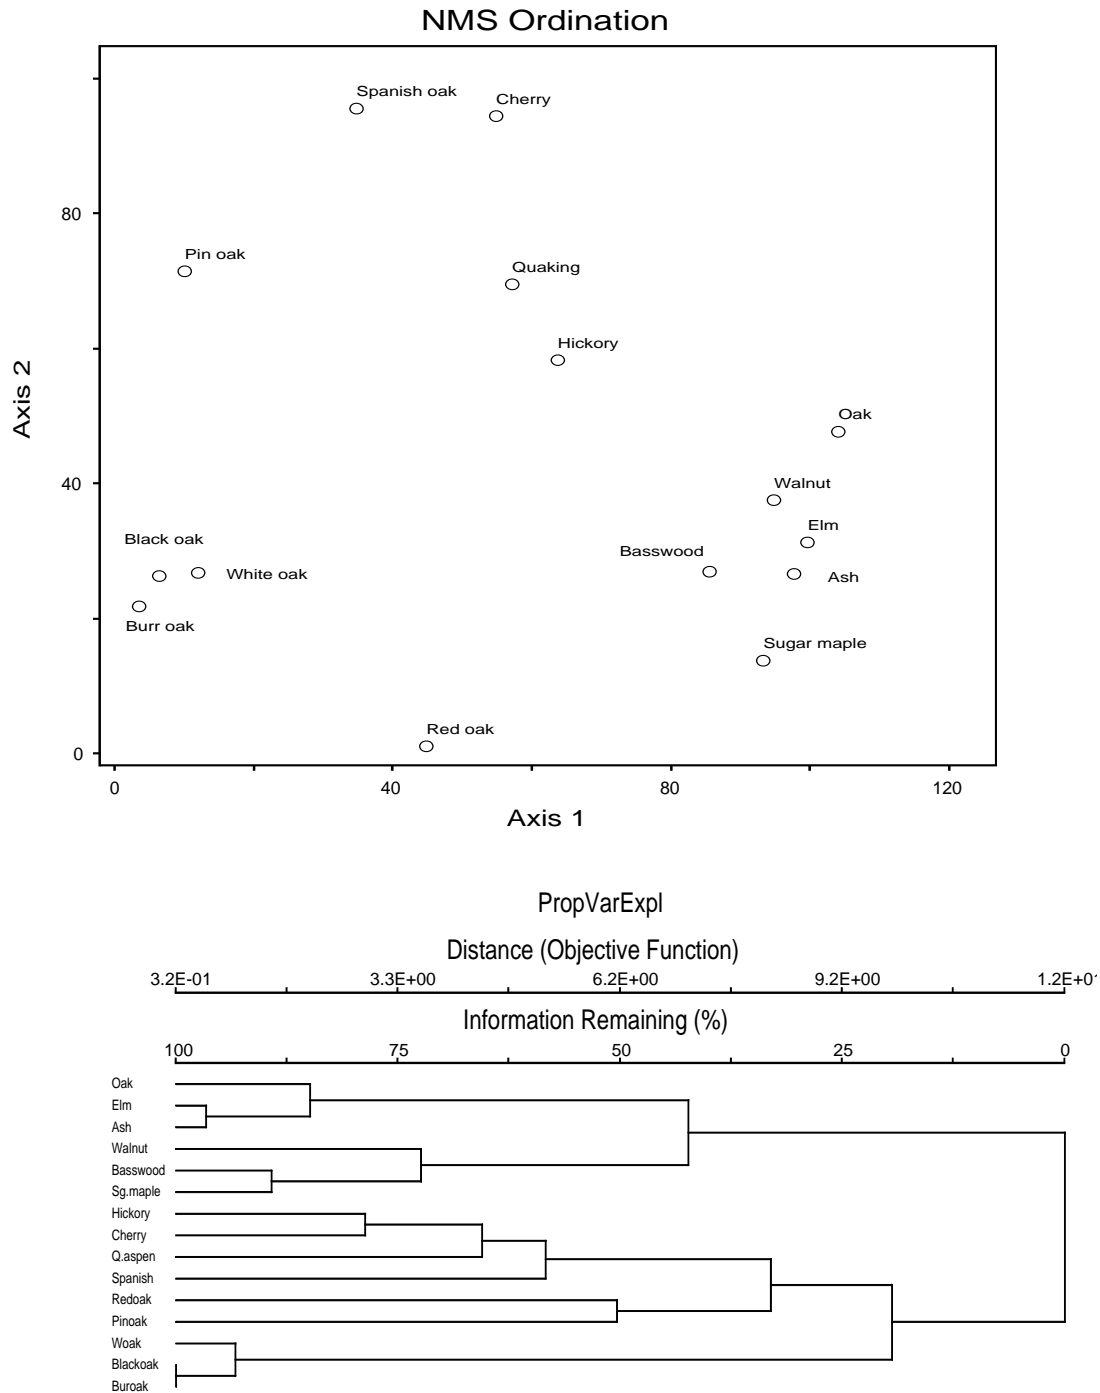 NMS Ordination
Spanish oak
Cherry
80
Pin oak
Quaking
Hickory
Axis 2
Oak
40
Walnut
Elm
Black oak
Basswood
White oak
Ash
Burr oak
Sugar maple
Red oak
0
0 40 80 120
Axis 1
PropVarExpl
Distance (Objective Function)
3.2E-01 3.3E+00 6.2E+00 9.2E+00 1.2E+01
Information Remaining (%)
100 75 50 25 0
Oak
Elm
Ash
Walnut
Basswood
Sg.maple
Hickory
Cherry
Q.aspen
Spanish
Redoak
Pinoak
Woak
Blackoak
Buroak